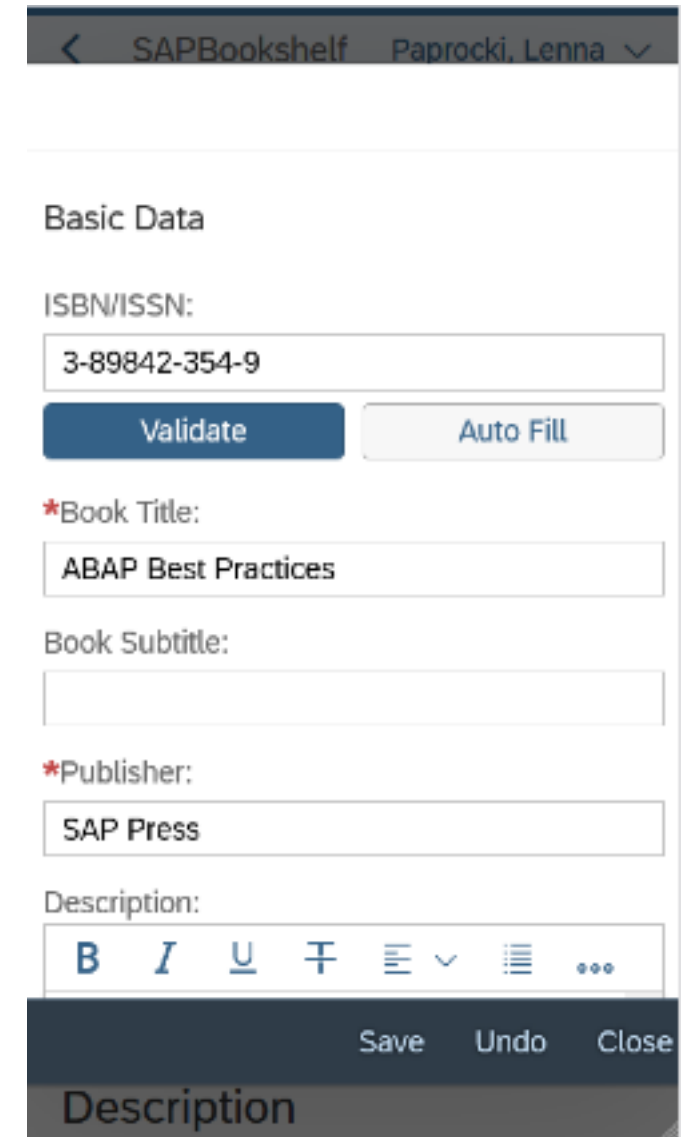 SAPBookshelf Paprocki, Lenna
Basic Data
ISBN/ISSN:
3-89842-354-9
Validate Auto Fill
*Book Title:
ABAP Best Practices
Book Subtitle:
*Publisher:
SAP Press
Description:
B I U T
Save Undo Close
Description